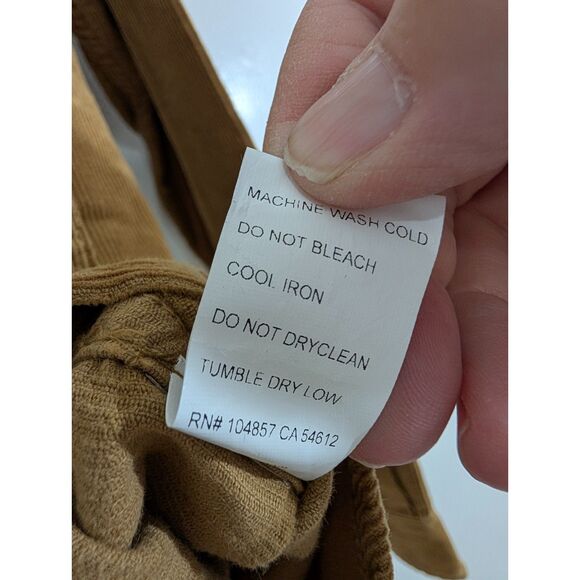 MACHINE WASH COLD
DO NOT BLEACH
COOL IRON
DO NOT DRYCLEAN
TUMBLE DRY LOW
RN# 104857 CA 54612